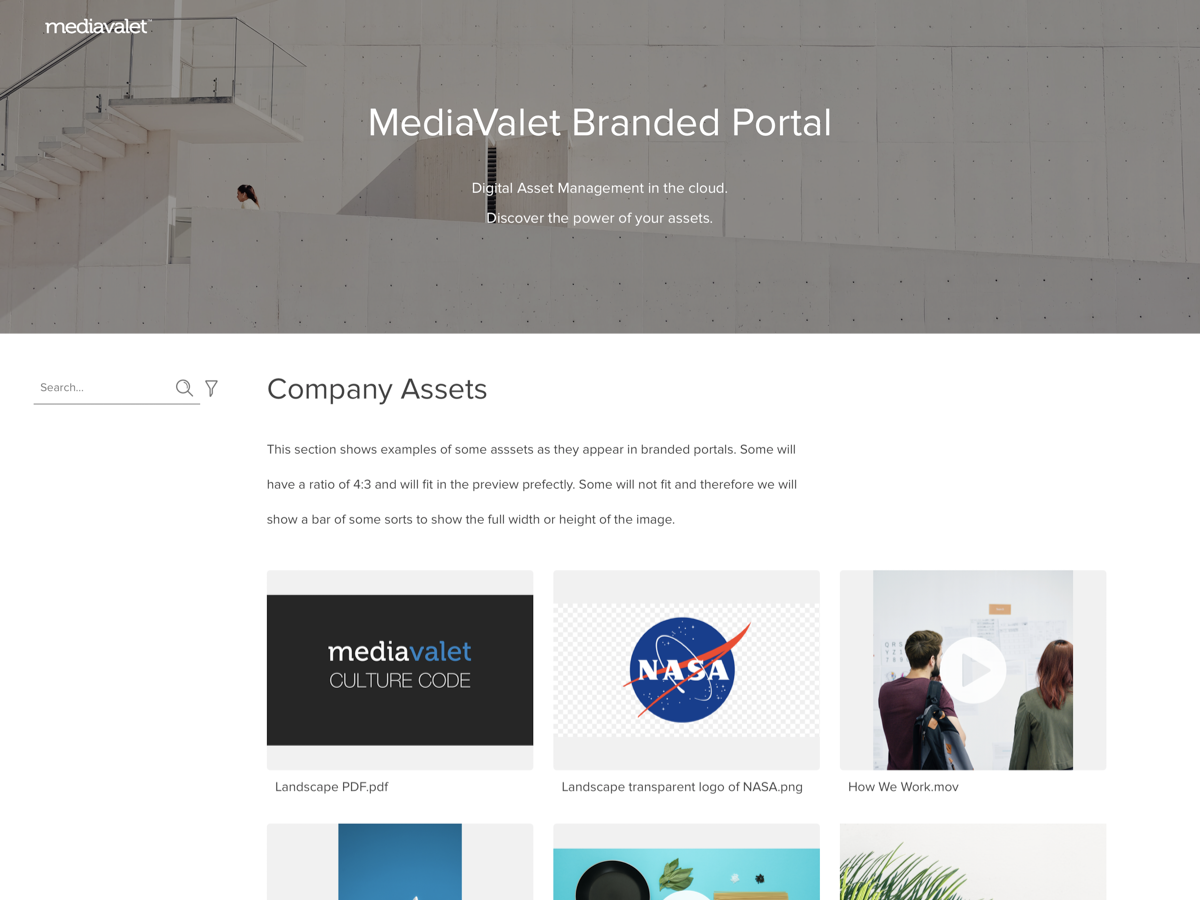 mediavalet
MediaValet Branded Portal
Digital Asset Management in the cloud.
Discover the power of your assets.
Search...
Company Assets
This section shows examples of some asssets as they appear in branded portals. Some will
have a ratio of 4:3 and will fit in the preview prefectly. Some will not fit and therefore we will
show a bar of some sorts to show the full width or height of the image.
mediavalet
CULTURE CODE
NASA
Landscape PDF.pdf
Landscape transparent logo of NASA.png
How We Work.mov